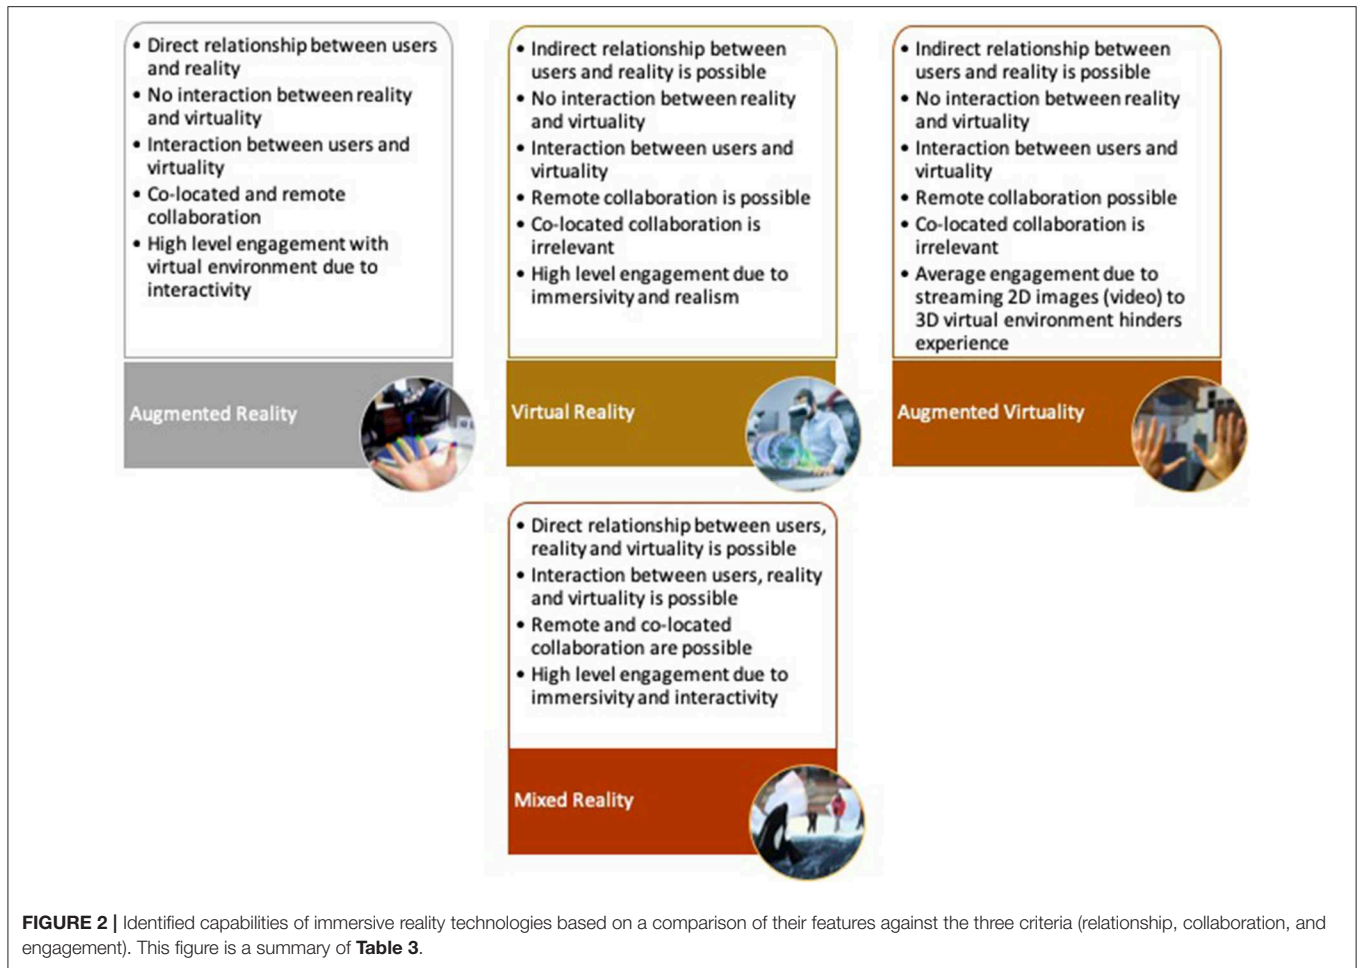 • Direct relationship between users
and reality
• No interaction between reality
and virtuality
• Interaction between users and
virtuality
• Co-located and remote
collaboration
• High level engagement with
virtual environment due to
interactivity
Augmented Reality
• Indirect relationship between
users and reality is possible
• No interaction between reality
and virtuality
• Interaction between users and
virtuality
• Remote collaboration is possible
• Co-located collaboration is
irrelevant
• High level engagement due to
immersivity and realism
Virtual Reality
• Indirect relationship between
users and reality is possible
• No interaction between reality
and virtuality
• Interaction between users and
virtuality
• Remote collaboration possible
• Co-located collaboration is
irrelevant
• Average engagement due to
streaming 2D images (video) to
3D virtual environment hinders
experience
Augmented Virtuality
• Direct relationship between users,
reality and virtuality is possible
• Interaction between users, reality
and virtuality is possible
• Remote and co-located
collaboration are possible
• High level engagement due to
immersivity and interactivity
Mixed Reality
FIGURE 2 | Identified capabilities of immersive reality technologies based on a comparison of their features against the three criteria (relationship, collaboration, and
engagement). This figure is a summary of Table 3.